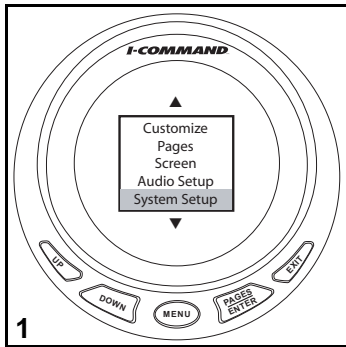 I-COMMAND
Customize
Pages
Screen
Audio Setup
System Setup
UP
DOWN
MENU
PAGES
ENTER
EXIT
1